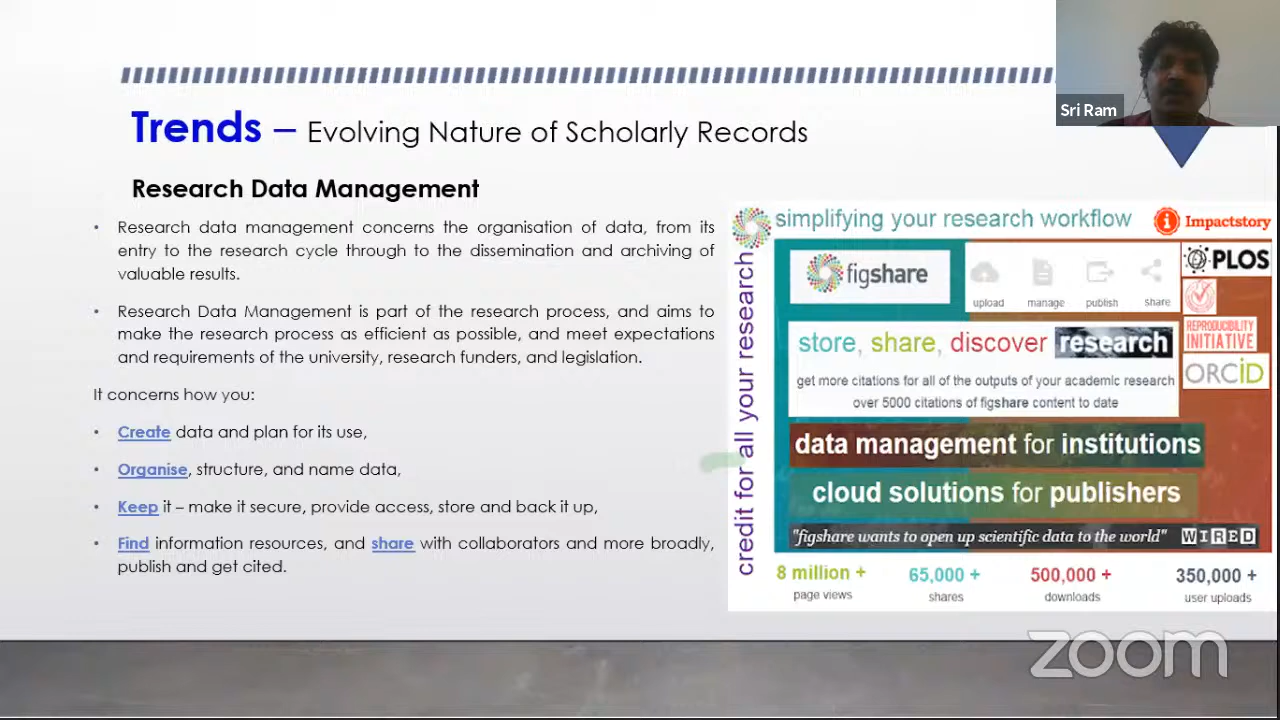 Sri Ram
Trends – Evolving Nature of Scholarly Records
Research Data Management
• Research data management concerns the organisation of data, from its
entry to the research cycle through to the dissemination and archiving of
valuable results.
• Research Data Management is part of the research process, and aims to
make the research process as efficient as possible, and meet expectations
and requirements of the university, research funders, and legislation.
It concerns how you:
• Create data and plan for its use,
• Organise, structure, and name data,
• Keep it – make it secure, provide access, store and back it up,
• Find information resources, and share with collaborators and more broadly,
publish and get cited.
simplifying your research workflow
Impactstory
credit for all your research
figshare
upload manage publish share
PLOS
REPRODUCIBILITY
INITIATIVE
ORCID
store, share, discover research
get more citations for all of the outputs of your academic research
over 5000 citations of figshare content to date
data management for institutions
cloud solutions for publishers
"figshare wants to open up scientific data to the world" WIRED
8 million + 65,000 + 500,000 + 350,000 +
page views shares downloads user uploads
zoom